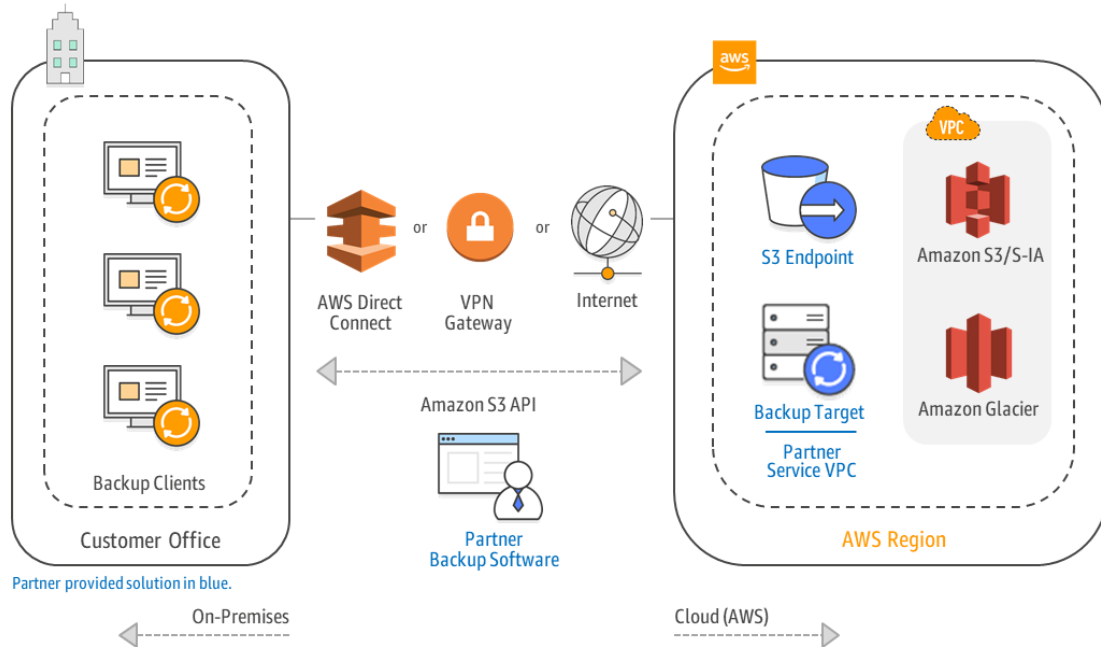 aws
VPC
S3 Endpoint
Amazon S3/S-IA
or
or
AWS Direct
Connect
VPN
Gateway
Internet
Backup Target
Amazon Glacier
Amazon S3 API
Partner
Service VPC
Backup Clients
Customer Office
Partner
Backup Software
AWS Region
Partner provided solution in blue.
On-Premises
Cloud (AWS)